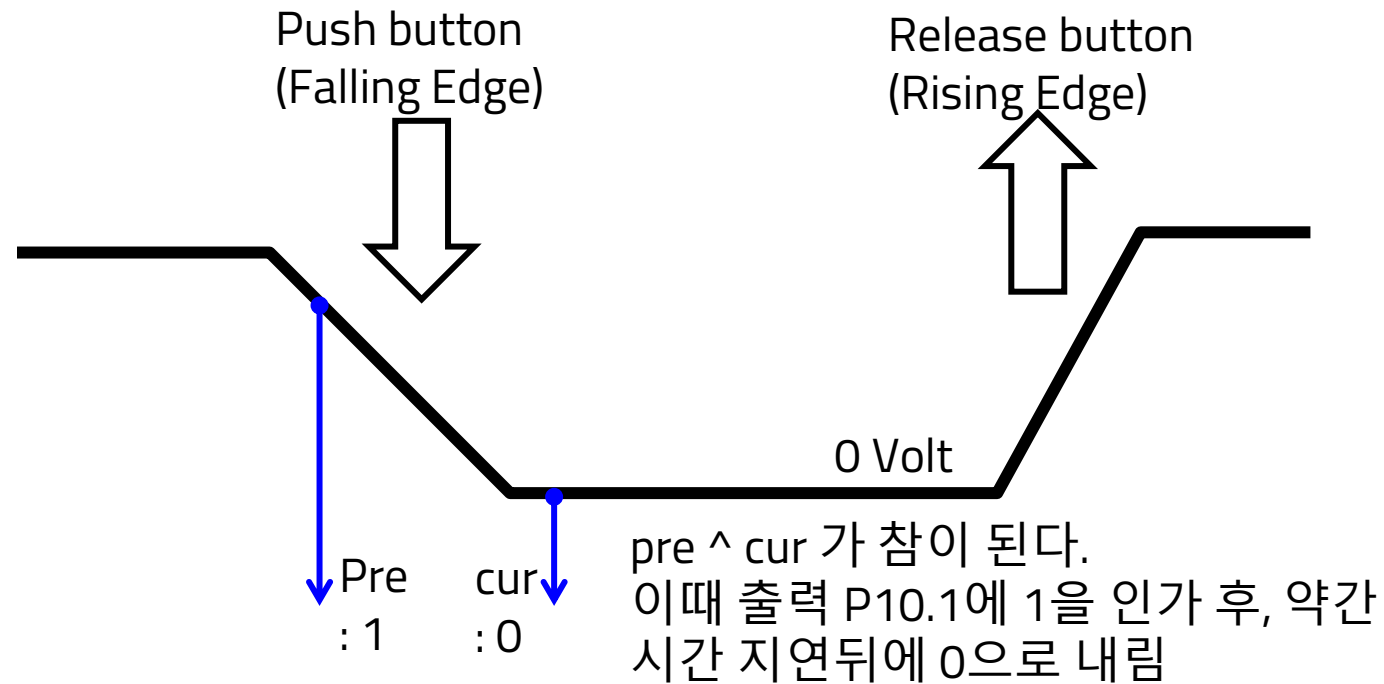 Push button
(Falling Edge)
Release button
(Rising Edge)
0 Volt
Pre
: 1
cur
: 0
pre ^ cur 가 참이 된다.
이때 출력 P10.1에 1을 인가 후, 약간
시간 지연뒤에 0으로 내림